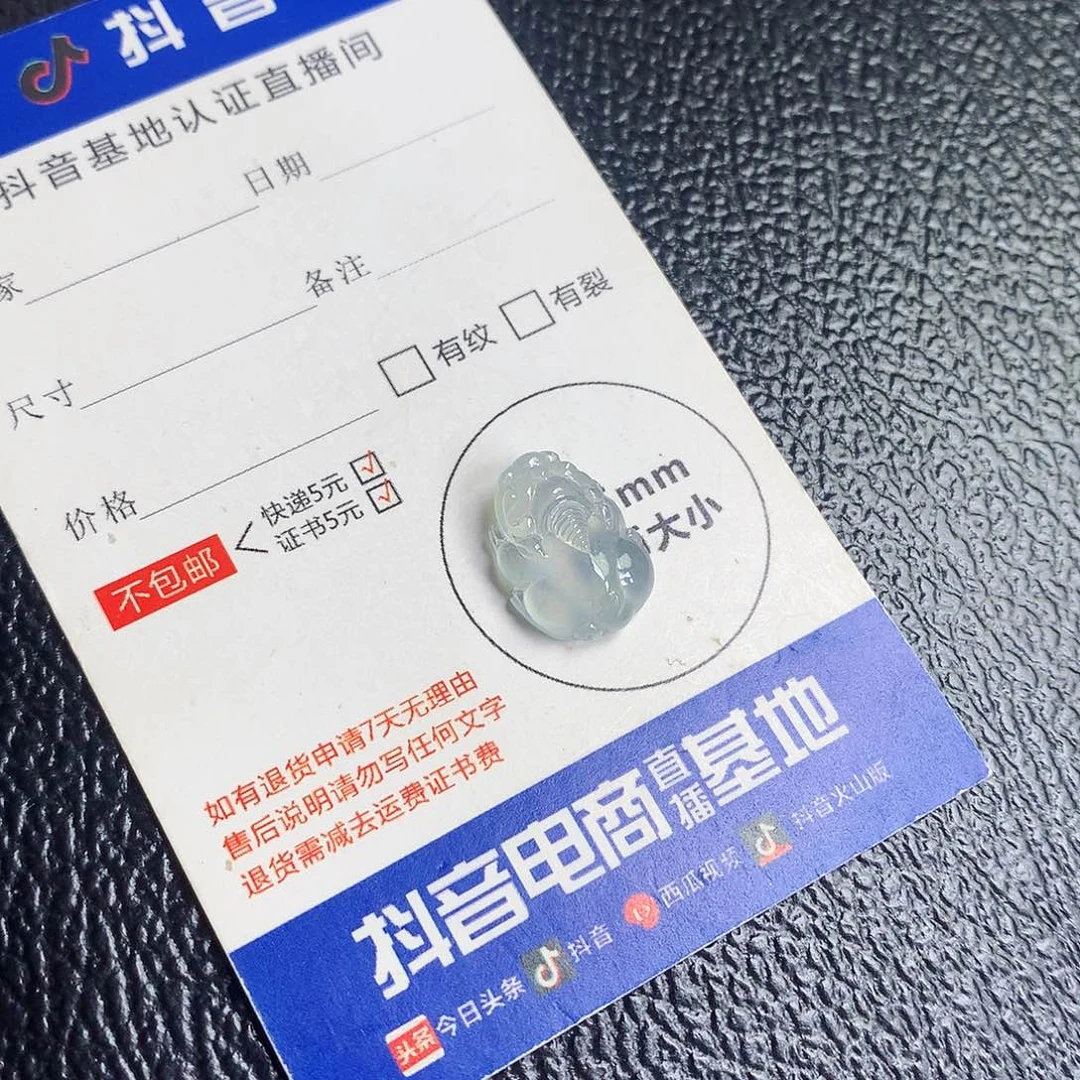 抖音
抖音基地认证直播间
家 日期
尺寸 备注
价格 有纹 有裂
不包邮 快递5元
证书5元
mm
大小
如有退货申请7天无理由
售后说明请勿写任何文字
退货需减去运费证书费
抖音电商直播基地
头条 今日头条 抖音 西瓜视频 抖音火山版